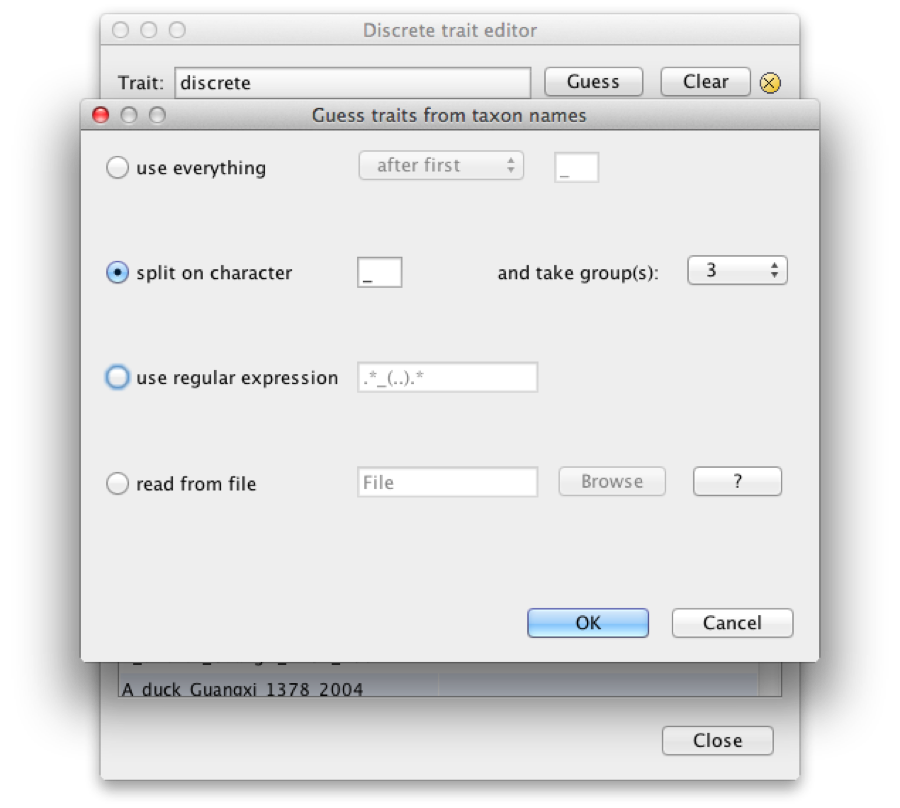 Discrete trait editor
Trait: discrete Guess Clear
Guess traits from taxon names
use everything after first _
split on character _ and take group(s): 3
use regular expression .*_(..).*
read from file File Browse ?
OK Cancel
A_duck_Guangxi_1378_2004
Close